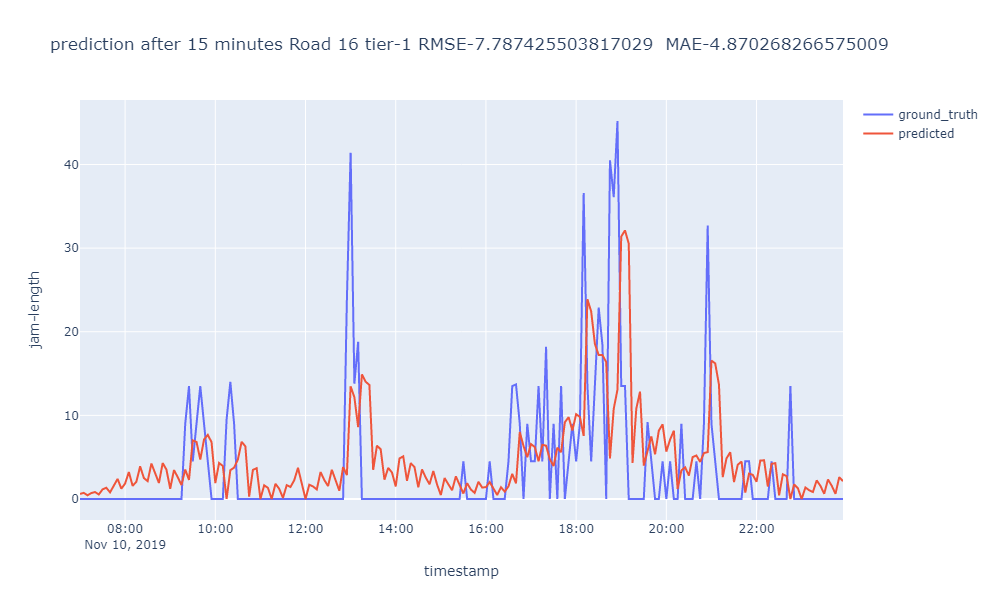 prediction after 15 minutes Road 16 tier-1 RMSE-7.787425503817029  MAE-4.870268266575009
ground_truth
predicted
jam-length
40
30
20
10
0
08:00 10:00 12:00 14:00 16:00 18:00 20:00 22:00
Nov 10, 2019
timestamp